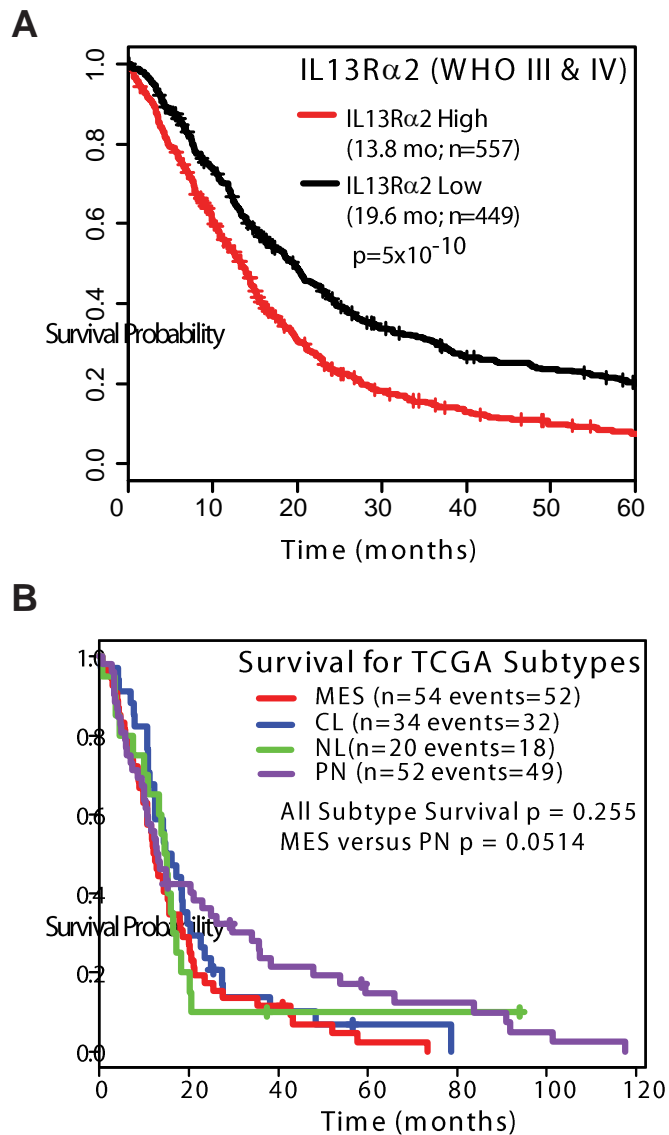 A
IL13Rα2 (WHO III & IV)
IL13Rα2 High
(13.8 mo; n=557)
IL13Rα2 Low
(19.6 mo; n=449)
p=5x10^-10
1.0
0.8
0.6
0.4
Survival Probability
0.2
0.0
0 10 20 30 40 50 60
Time (months)
B
Survival for TCGA Subtypes
MES (n=54 events=52)
CL (n=34 events=32)
NL(n=20 events=18)
PN (n=52 events=49)
All Subtype Survival p = 0.255
MES versus PN p = 0.0514
1.0
0.8
0.6
0.4
Survival Probability
0.2
0.0
0 20 40 60 80 100 120
Time (months)